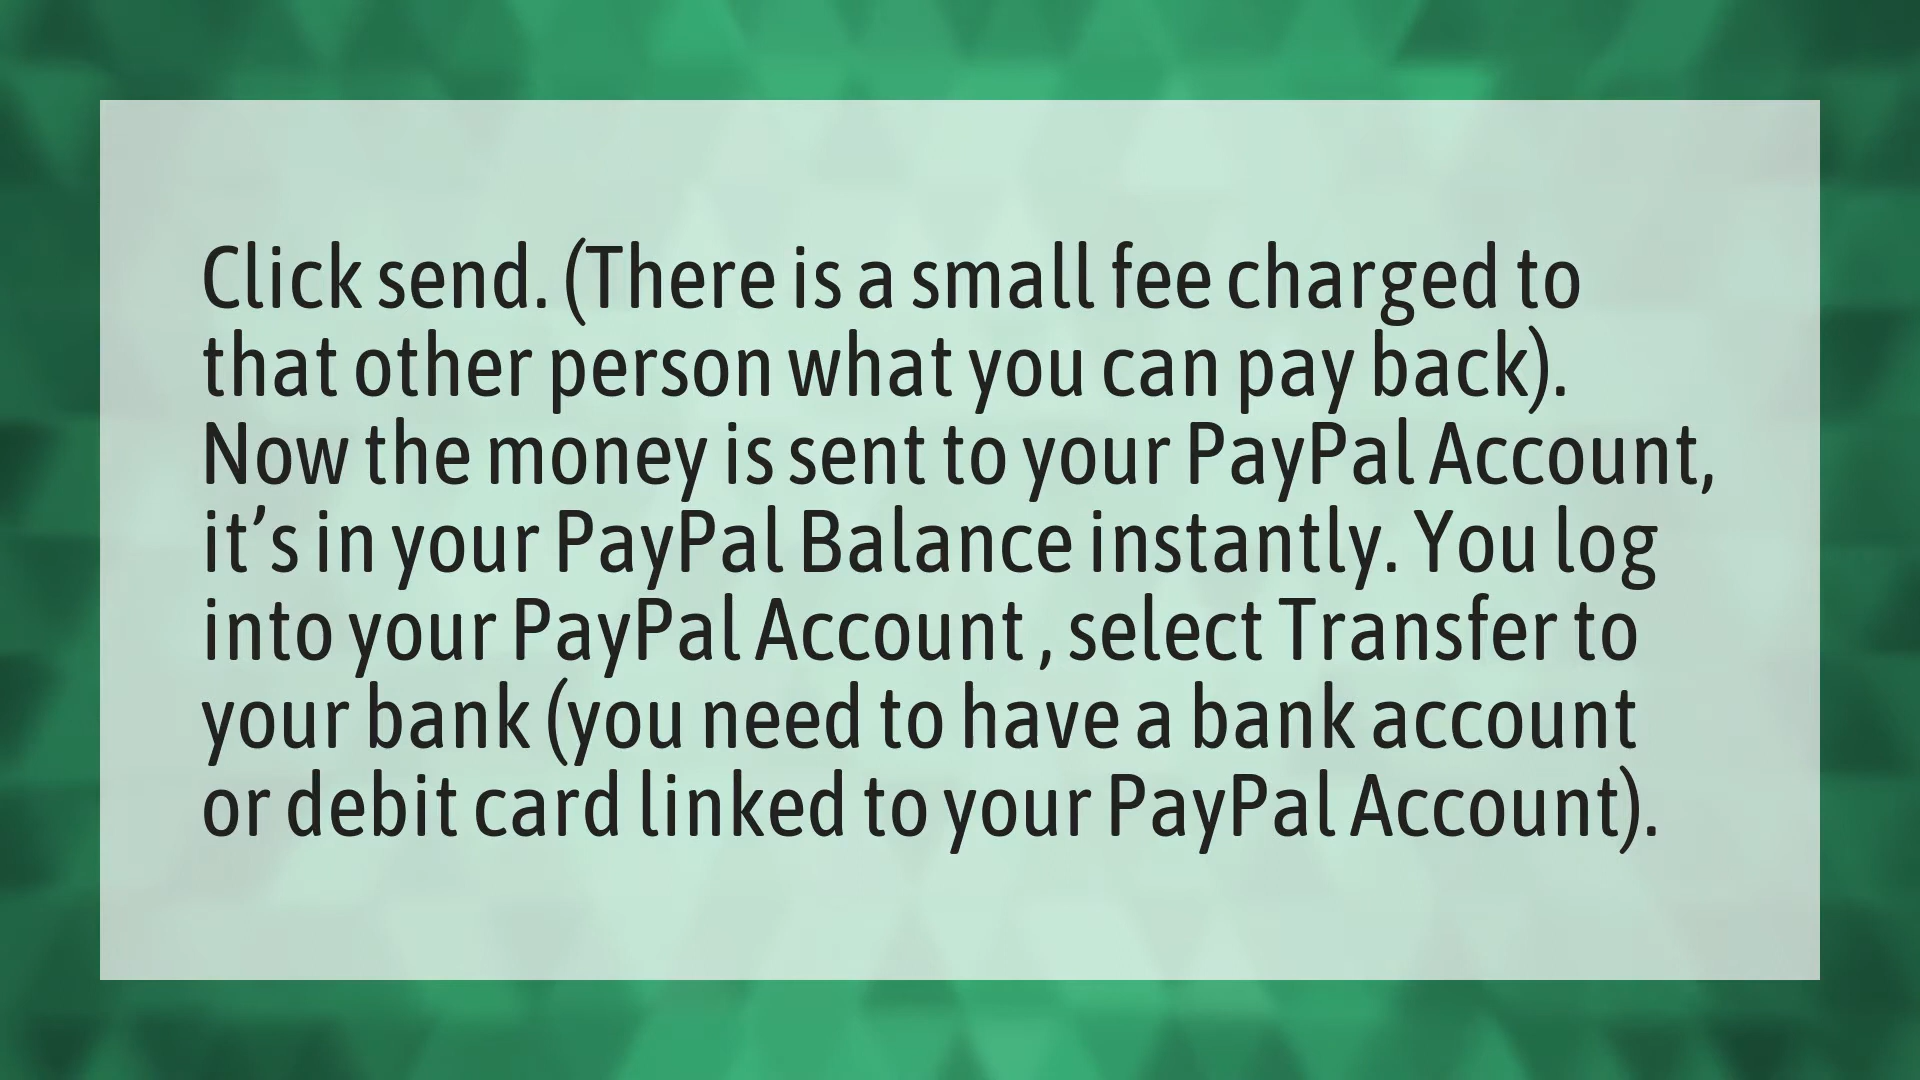 Click send. (There is a small fee charged to
that other person what you can pay back).
Now the money is sent to your PayPal Account,
it’s in your PayPal Balance instantly. You log
into your PayPal Account , select Transfer to
your bank (you need to have a bank account
or debit card linked to your PayPal Account).